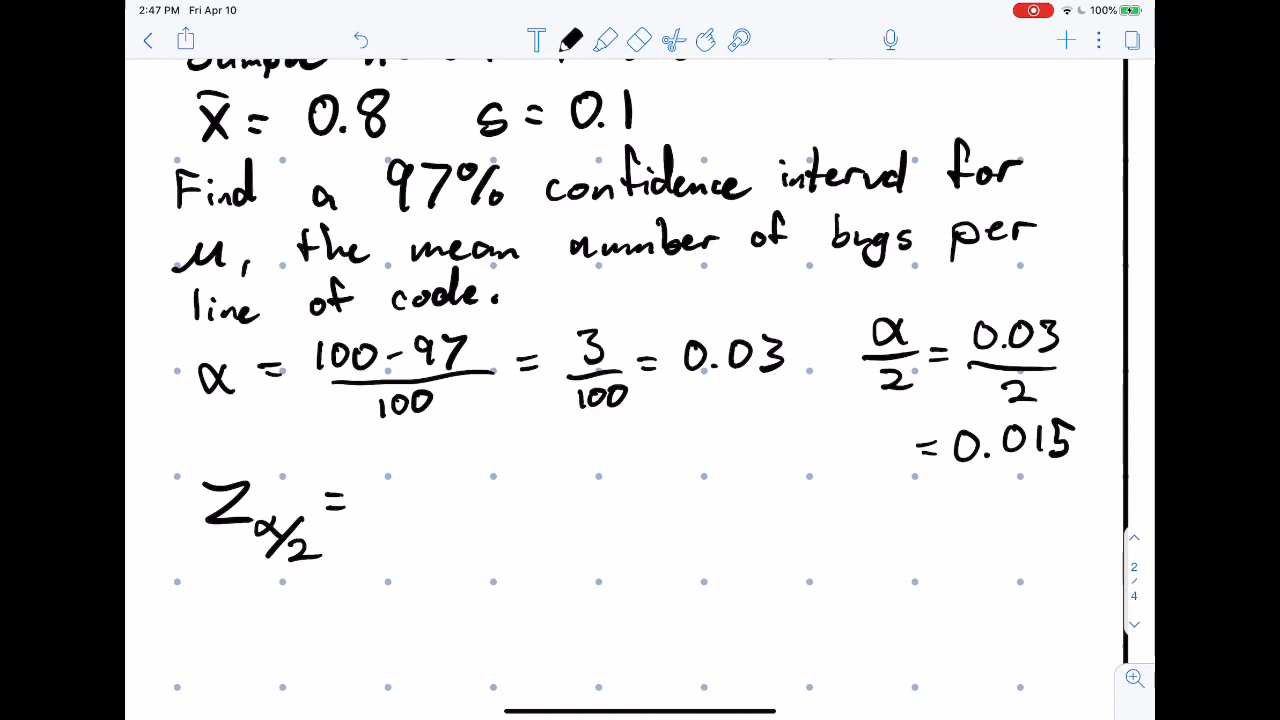 2:47 PM Fri Apr 10
100%
T
x̄ = 0.8 s = 0.1
Find a 97% confidence interval for
μ, the mean number of bugs per
line of code.
α = (100-97)/100 = 3/100 = 0.03 α/2 = 0.03/2
= 0.015
Z_α/2 =
2
/
4